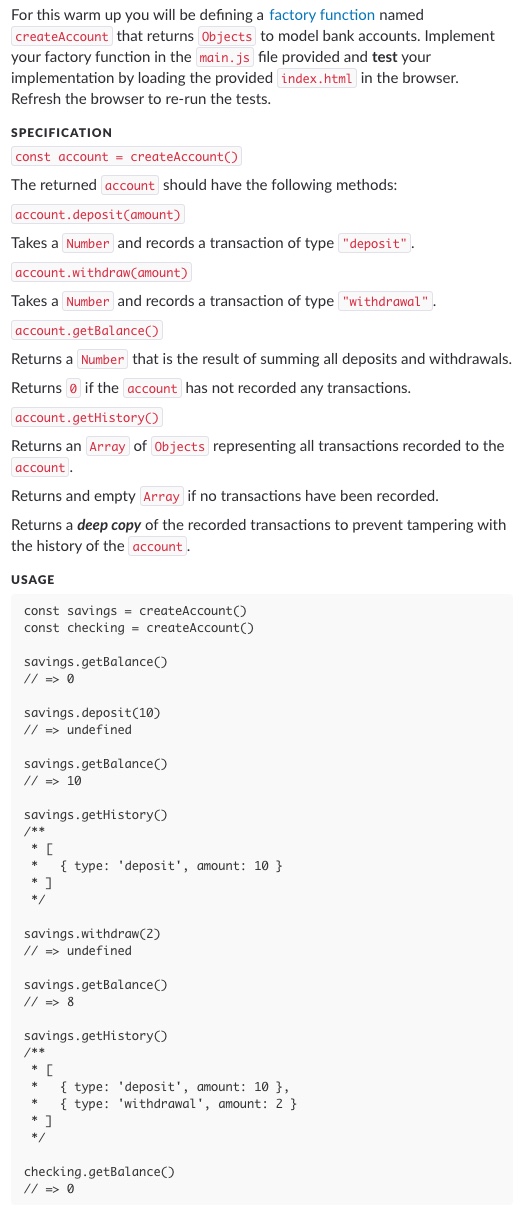 For this warm up you will be defining a factory function named
createAccount that returns Objects to model bank accounts. Implement
your factory function in the main.js file provided and test your
implementation by loading the provided index.html in the browser.
Refresh the browser to re-run the tests.
SPECIFICATION
const account = createAccount()
The returned account should have the following methods:
account.deposit(amount)
Takes a Number and records a transaction of type "deposit".
account.withdraw(amount)
Takes a Number and records a transaction of type "withdrawal".
account.getBalance()
Returns a Number that is the result of summing all deposits and withdrawals.
Returns 0 if the account has not recorded any transactions.
account.getHistory()
Returns an Array of Objects representing all transactions recorded to the
account.
Returns and empty Array if no transactions have been recorded.
Returns a deep copy of the recorded transactions to prevent tampering with
the history of the account.
USAGE
const savings = createAccount()
const checking = createAccount()
savings.getBalance()
// => 0
savings.deposit(10)
// => undefined
savings.getBalance()
// => 10
savings.getHistory()
/**
* [
*   { type: 'deposit', amount: 10 }
* ]
*/
savings.withdraw(2)
// => undefined
savings.getBalance()
// => 8
savings.getHistory()
/**
* [
*   { type: 'deposit', amount: 10 },
*   { type: 'withdrawal', amount: 2 }
* ]
*/
checking.getBalance()
// => 0